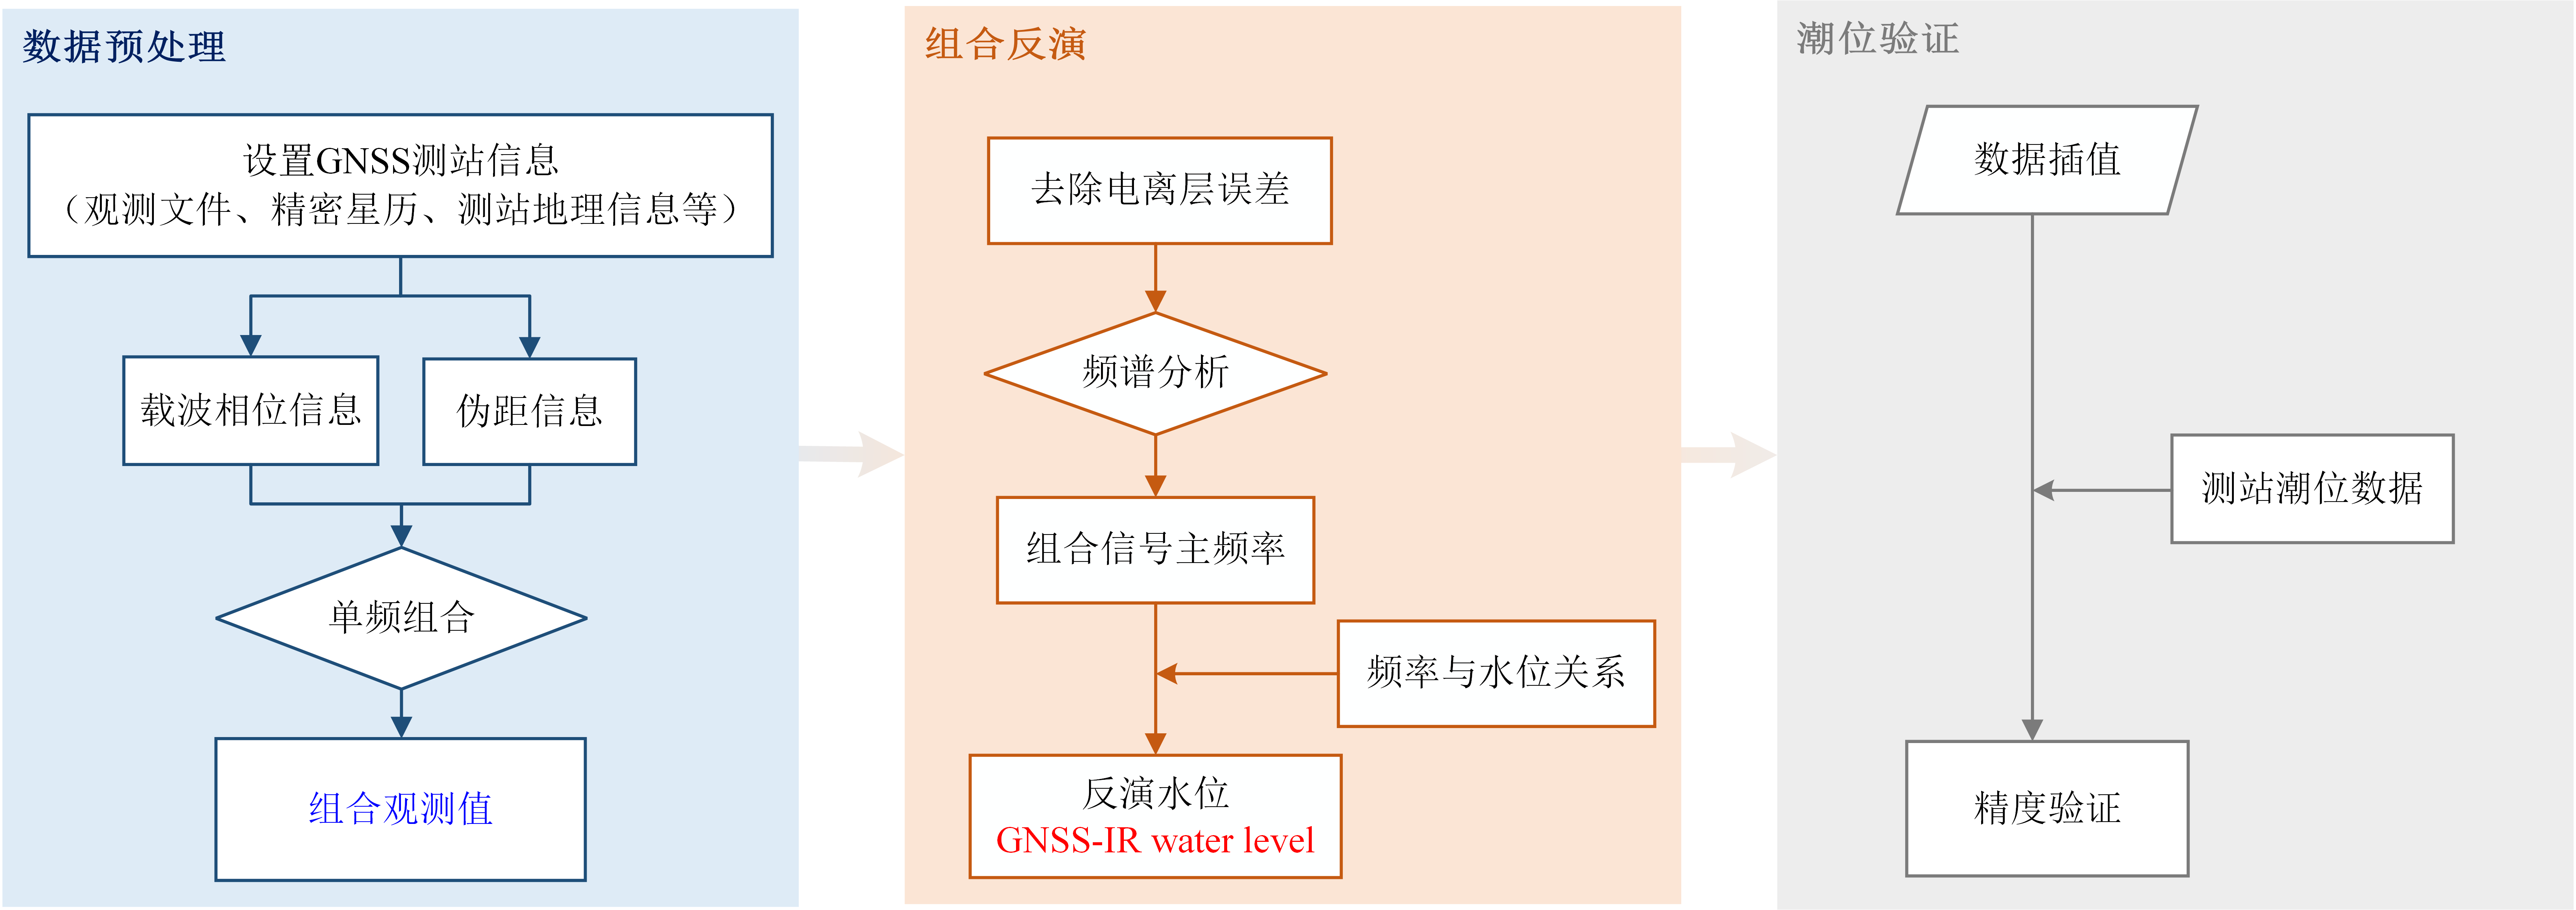 数据预处理
设置GNSS测站信息
（观测文件、精密星历、测站地理信息等）
载波相位信息
伪距信息
单频组合
组合观测值
组合反演
去除电离层误差
频谱分析
组合信号主频率
频率与水位关系
反演水位
GNSS-IR water level
潮位验证
数据插值
测站潮位数据
精度验证